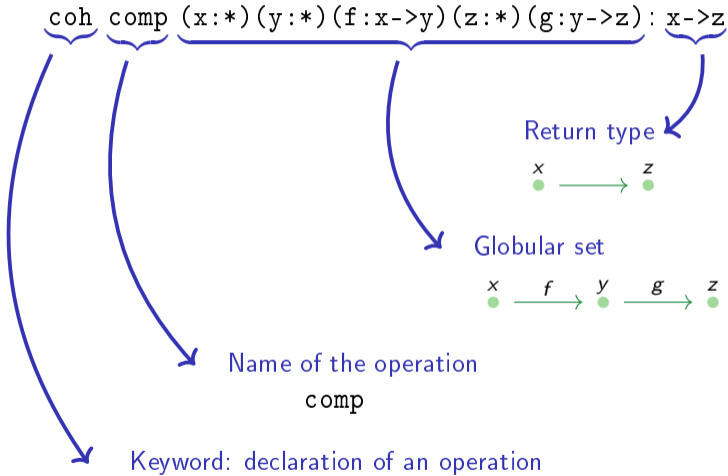 coh comp (x:*)(y:*)(f:x->y)(z:*)(g:y->z): x->z
Return type
x z
Globular set
x f y g z
Name of the operation
comp
Keyword: declaration of an operation